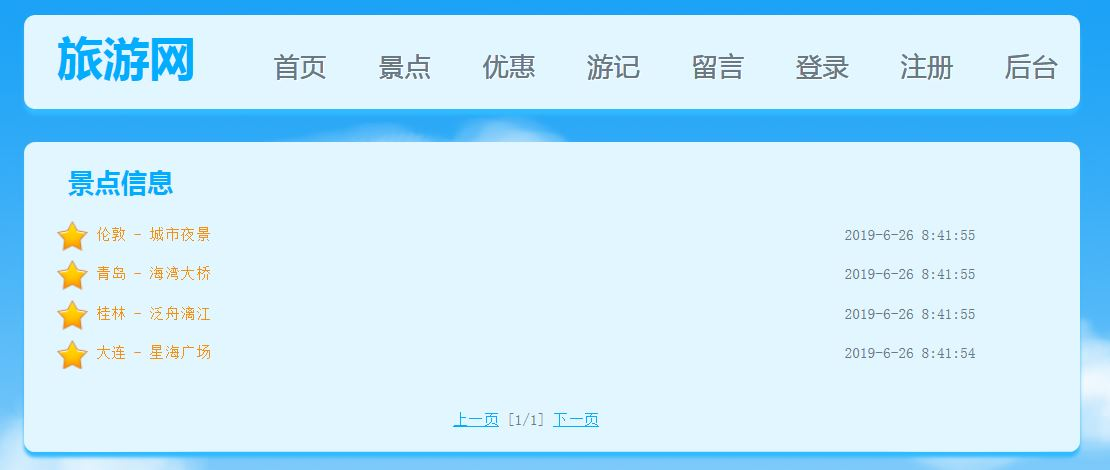 旅游网 首页 景点 优惠 游记 留言 登录 注册 后台
景点信息
伦敦 - 城市夜景 2019-6-26 8:41:55
青岛 - 海湾大桥 2019-6-26 8:41:55
桂林 - 泛舟漓江 2019-6-26 8:41:55
大连 - 星海广场 2019-6-26 8:41:54
上一页 [1/1] 下一页